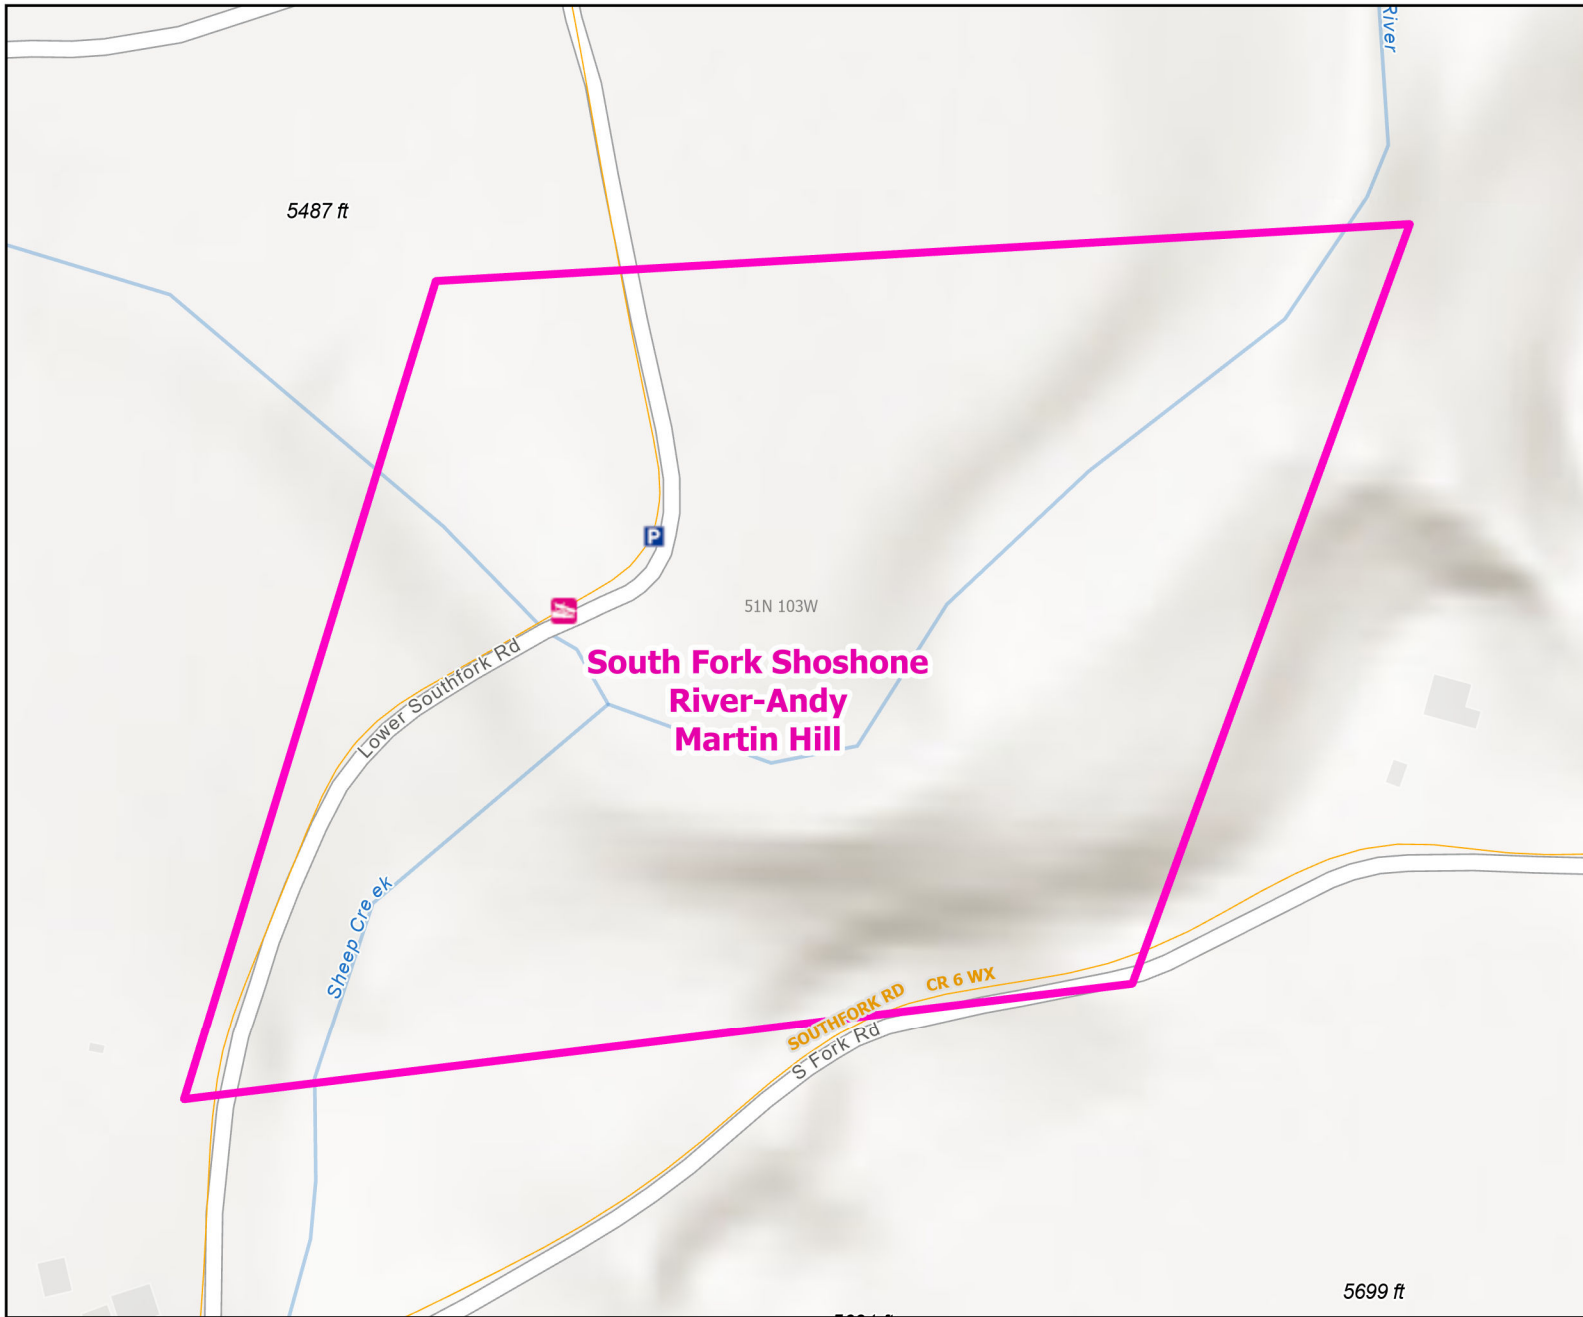 River
5487 ft
P
51N 103W
South Fork Shoshone
River-Andy
Martin Hill
Lower Southfork Rd
Sheep Creek
SOUTHFORK RD
CR 6 WX
S Fork Rd
5699 ft